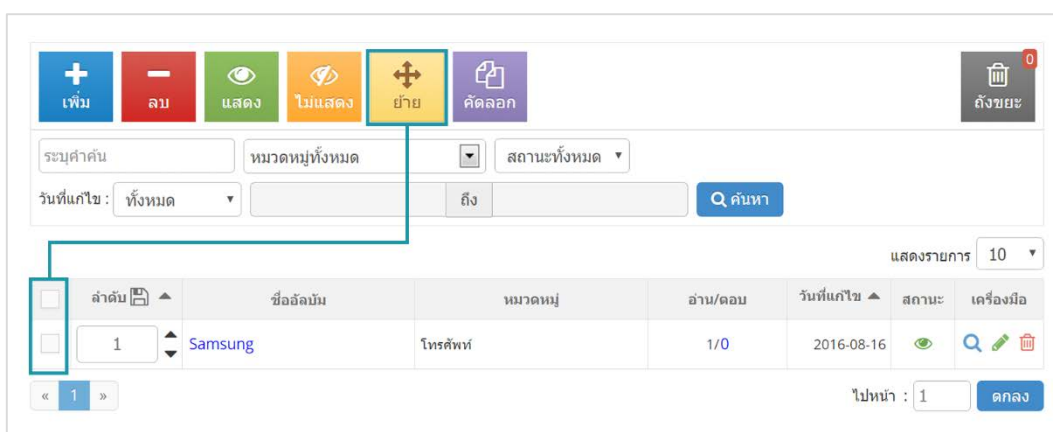 เพิ่ม ลบ แสดง ไม่แสดง ย้าย คัดลอก 0 ถังขยะ
ระบุคำค้น หมวดหมู่ทั้งหมด สถานะทั้งหมด
วันที่แก้ไข : ทั้งหมด ถึง ค้นหา
แสดงรายการ 10
ลำดับ ชื่ออัลบัม หมวดหมู่ อ่าน/ตอบ วันที่แก้ไข สถานะ เครื่องมือ
1 Samsung โทรศัพท์ 1/0 2016-08-16
« 1 » ไปหน้า : 1 ตกลง